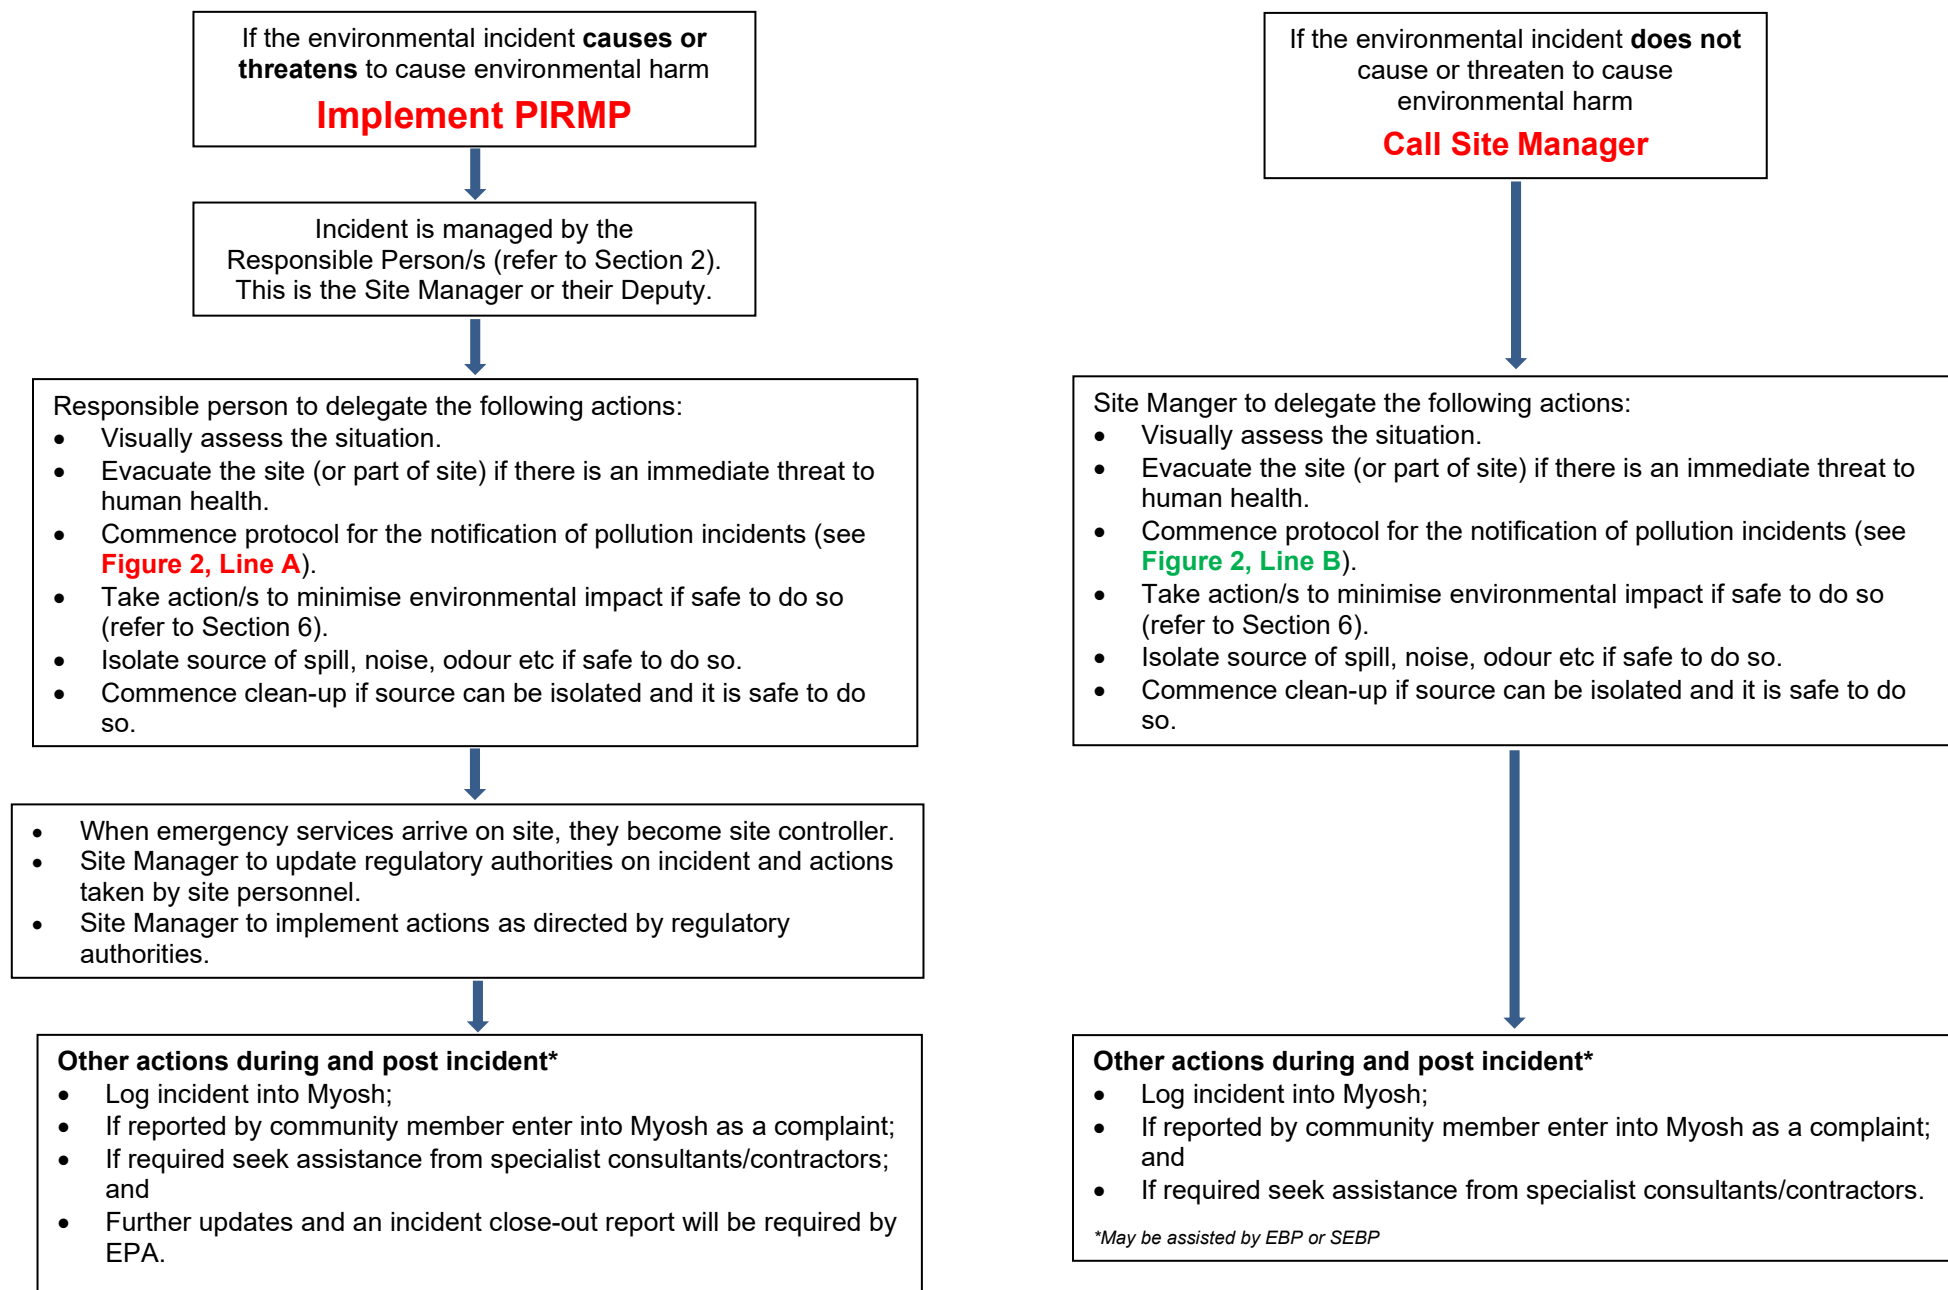 If the environmental incident causes or
threatens to cause environmental harm
Implement PIRMP
Incident is managed by the
Responsible Person/s (refer to Section 2).
This is the Site Manager or their Deputy.
Responsible person to delegate the following actions:
• Visually assess the situation.
• Evacuate the site (or part of site) if there is an immediate threat to
human health.
• Commence protocol for the notification of pollution incidents (see
Figure 2, Line A).
• Take action/s to minimise environmental impact if safe to do so
(refer to Section 6).
• Isolate source of spill, noise, odour etc if safe to do so.
• Commence clean-up if source can be isolated and it is safe to do
so.
• When emergency services arrive on site, they become site controller.
• Site Manager to update regulatory authorities on incident and actions
taken by site personnel.
• Site Manager to implement actions as directed by regulatory
authorities.
Other actions during and post incident*
• Log incident into Myosh;
• If reported by community member enter into Myosh as a complaint;
• If required seek assistance from specialist consultants/contractors;
and
• Further updates and an incident close-out report will be required by
EPA.
If the environmental incident does not
cause or threaten to cause
environmental harm
Call Site Manager
Site Manger to delegate the following actions:
• Visually assess the situation.
• Evacuate the site (or part of site) if there is an immediate threat to
human health.
• Commence protocol for the notification of pollution incidents (see
Figure 2, Line B).
• Take action/s to minimise environmental impact if safe to do so
(refer to Section 6).
• Isolate source of spill, noise, odour etc if safe to do so.
• Commence clean-up if source can be isolated and it is safe to do
so.
Other actions during and post incident*
• Log incident into Myosh;
• If reported by community member enter into Myosh as a complaint;
and
• If required seek assistance from specialist consultants/contractors.
*May be assisted by EBP or SEBP